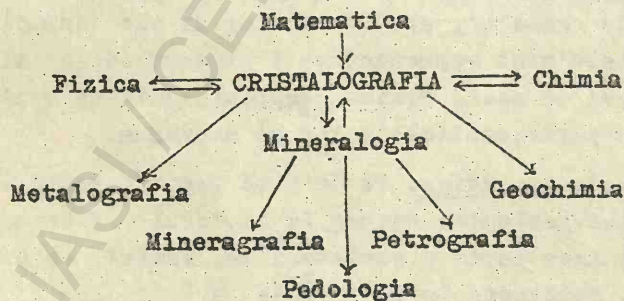 Matematica
Fizica CRISTALOGRAFIA Chimia
Mineralogia
Metalografia Geochimia
Mineragrafia Petrografia
Pedologia